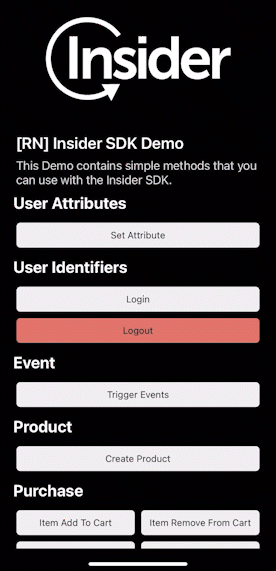 Insider
[RN] Insider SDK Demo
This Demo contains simple methods that you
can use with the Insider SDK.
User Attributes
Set Attribute
User Identifiers
Login
Logout
Event
Trigger Events
Product
Create Product
Purchase
Item Add To Cart Item Remove From Cart